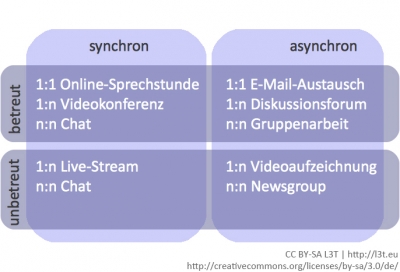 synchron
asynchron
betreut
1:1 Online-Sprechstunde
1:n Videokonferenz
n:n Chat
1:1 E-Mail-Austausch
1:n Diskussionsforum
n:n Gruppenarbeit
unbetreut
1:n Live-Stream
n:n Chat
1:n Videoaufzeichnung
n:n Newsgroup
CC BY-SA L3T | http://l3t.eu
http://creativecommons.org/licenses/by-sa/3.0/de/